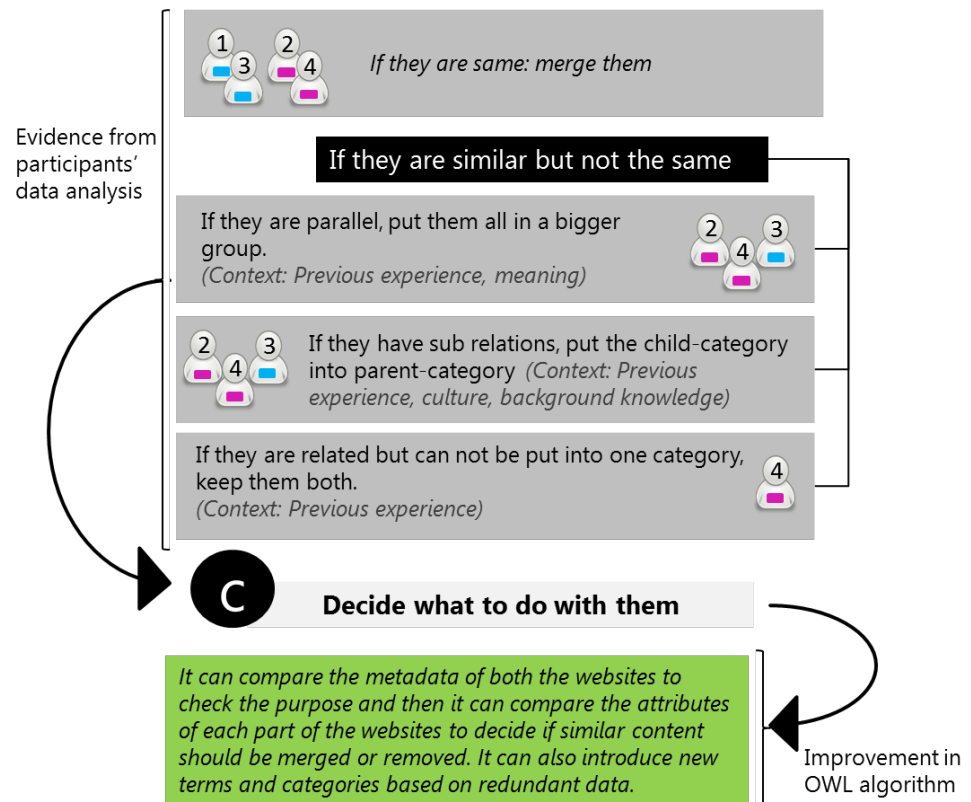 1
2
3
4
If they are same: merge them
Evidence from
participants'
data analysis
If they are similar but not the same
If they are parallel, put them all in a bigger
group.
(Context: Previous experience, meaning)
2
3
4
2
3
4
If they have sub relations, put the child-category
into parent-category (Context: Previous
experience, culture, background knowledge)
If they are related but can not be put into one category,
keep them both.
(Context: Previous experience)
4
C
Decide what to do with them
It can compare the metadata of both the websites to
check the purpose and then it can compare the attributes
of each part of the websites to decide if similar content
should be merged or removed. It can also introduce new
terms and categories based on redundant data.
Improvement in
OWL algorithm